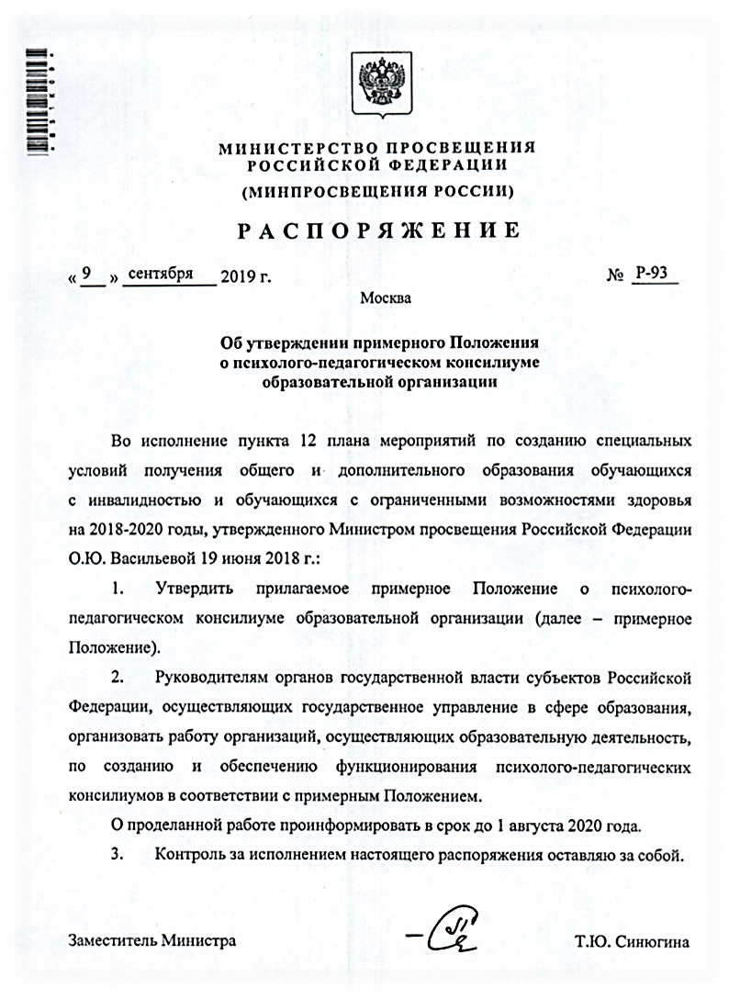 МИНИСТЕРСТВО ПРОСВЕЩЕНИЯ
РОССИЙСКОЙ ФЕДЕРАЦИИ
(МИНПРОСВЕЩЕНИЯ РОССИИ)
РАСПОРЯЖЕНИЕ
« 9 » сентября 2019 г. № Р-93
Москва
Об утверждении примерного Положения
о психолого-педагогическом консилиуме
образовательной организации
Во исполнение пункта 12 плана мероприятий по созданию специальных
условий получения общего и дополнительного образования обучающихся
с инвалидностью и обучающихся с ограниченными возможностями здоровья
на 2018-2020 годы, утвержденного Министром просвещения Российской Федерации
О.Ю. Васильевой 19 июня 2018 г.:
1. Утвердить прилагаемое примерное Положение о психолого-
педагогическом консилиуме образовательной организации (далее – примерное
Положение).
2. Руководителям органов государственной власти субъектов Российской
Федерации, осуществляющих государственное управление в сфере образования,
организовать работу организаций, осуществляющих образовательную деятельность,
по созданию и обеспечению функционирования психолого-педагогических
консилиумов в соответствии с примерным Положением.
О проделанной работе проинформировать в срок до 1 августа 2020 года.
3. Контроль за исполнением настоящего распоряжения оставляю за собой.
Заместитель Министра Т.Ю. Синюгина